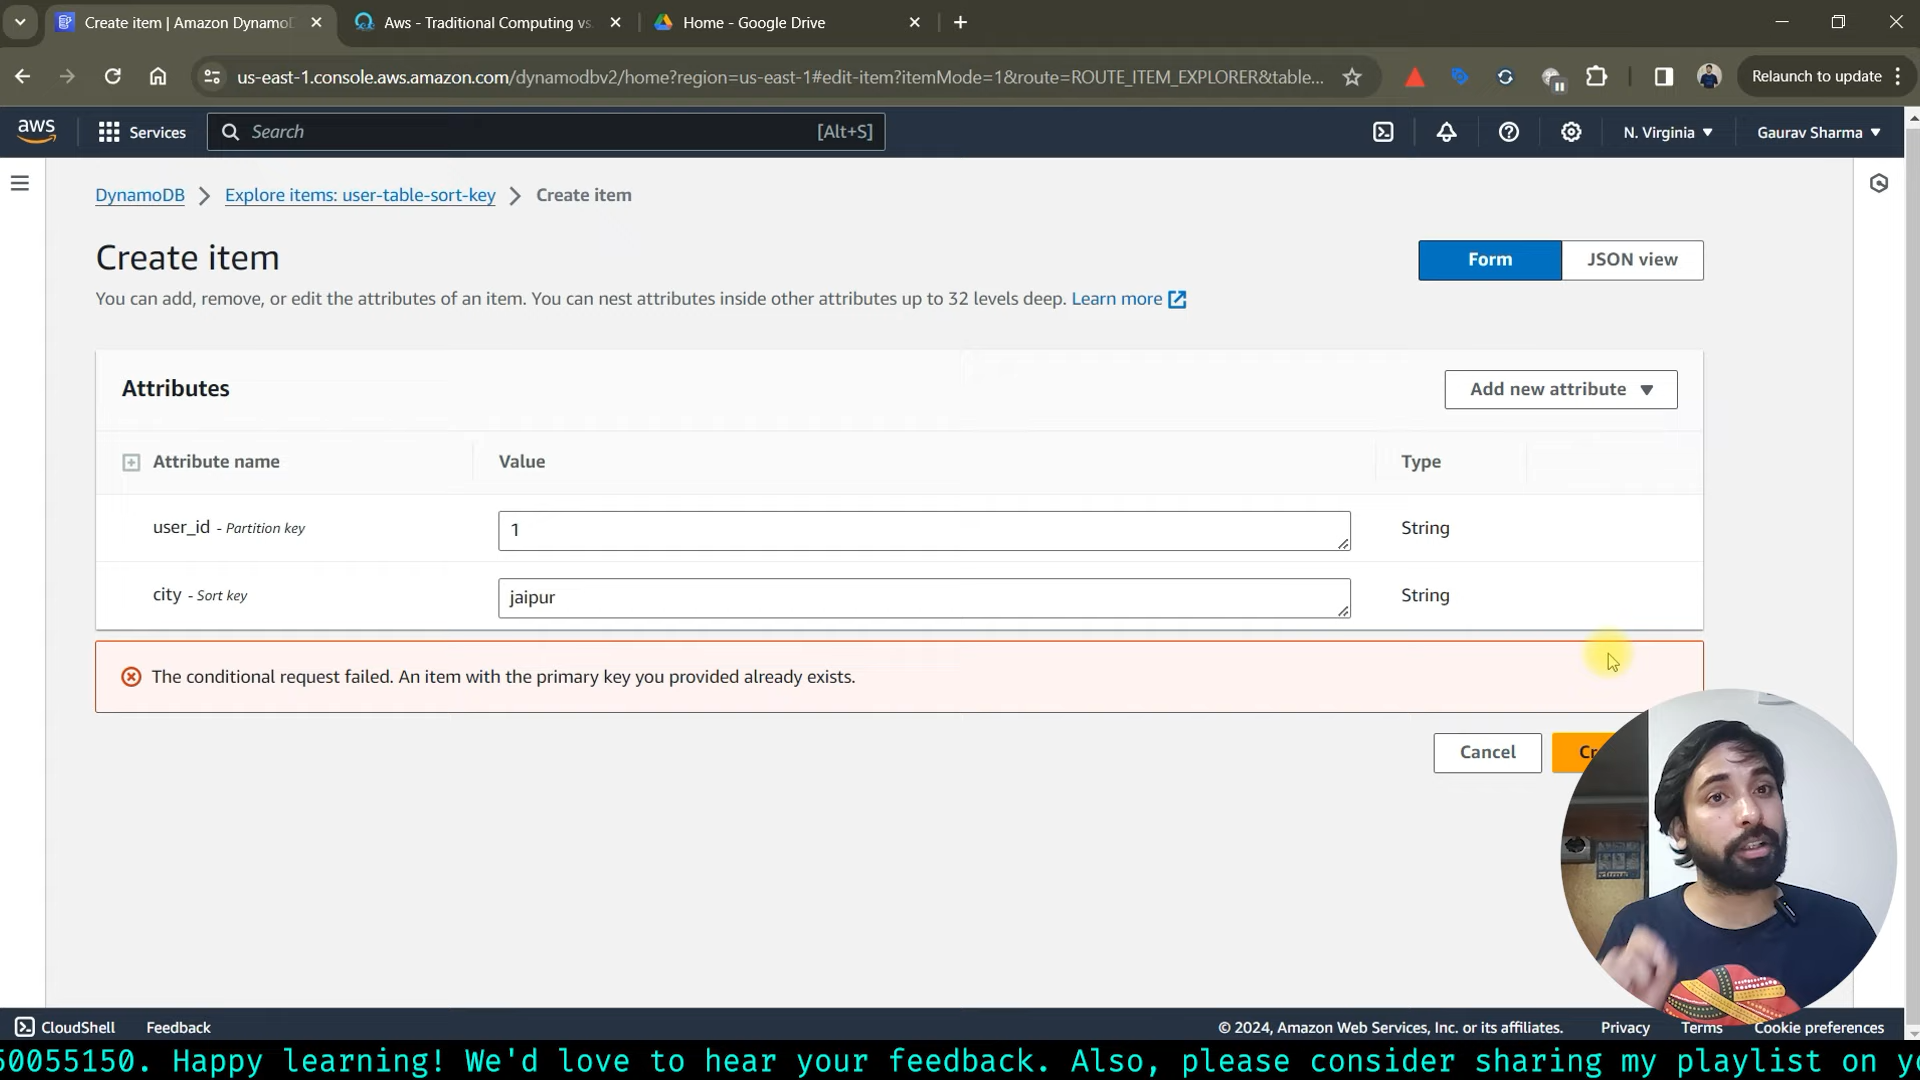 Create item | Amazon Dynamo
Aws - Traditional Computing vs
Home - Google Drive
us-east-1.console.aws.amazon.com/dynamodbv2/home?region=us-east-1#edit-item?itemMode=1&route=ROUTE_ITEM_EXPLORER&table...
Relaunch to update
aws
Services
Search
[Alt+S]
N. Virginia
Gaurav Sharma
DynamoDB
Explore items: user-table-sort-key
Create item
Create item
Form
JSON view
You can add, remove, or edit the attributes of an item. You can nest attributes inside other attributes up to 32 levels deep. Learn more
Attributes
Add new attribute
Attribute name
Value
Type
user_id - Partition key
1
String
city - Sort key
jaipur
String
The conditional request failed. An item with the primary key you provided already exists.
Cancel
CloudShell
Feedback
© 2024, Amazon Web Services, Inc. or its affiliates.
Privacy
Terms
Cookie preferences
50055150. Happy learning! We'd love to hear your feedback. Also, please consider sharing my playlist on